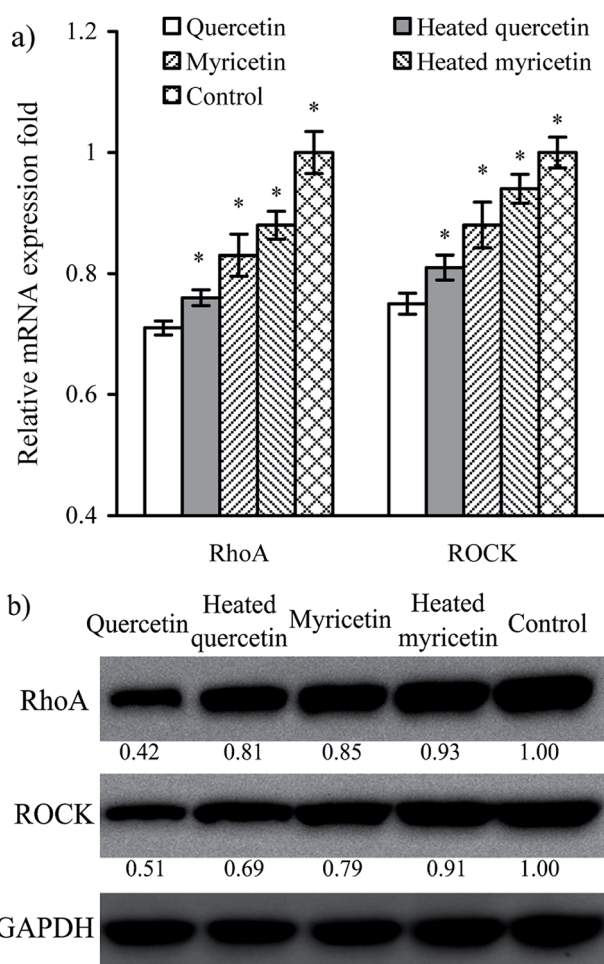 a)
1.2
1
0.8
0.6
0.4
Relative mRNA expression fold
Quercetin
Heated quercetin
Myricetin
Heated myricetin
Control
* * * *
* * * *
RhoA
ROCK
b)
Quercetin
Heated
quercetin
Myricetin
Heated
myricetin
Control
RhoA
0.42 0.81 0.85 0.93 1.00
ROCK
0.51 0.69 0.79 0.91 1.00
GAPDH